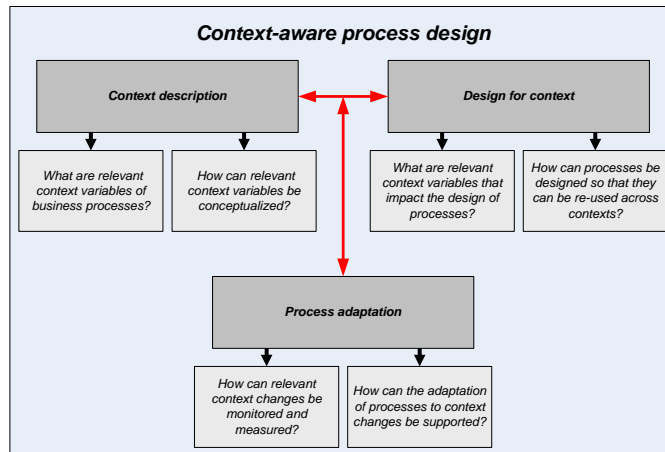 Context-aware process design
Context description
Design for context
What are relevant
context variables of
business processes?
How can relevant
context variables be
conceptualized?
What are relevant
context variables that
impact the design of
processes?
How can processes be
designed so that they
can be re-used across
contexts?
Process adaptation
How can relevant
context changes be
monitored and
measured?
How can the adaptation
of processes to context
changes be supported?